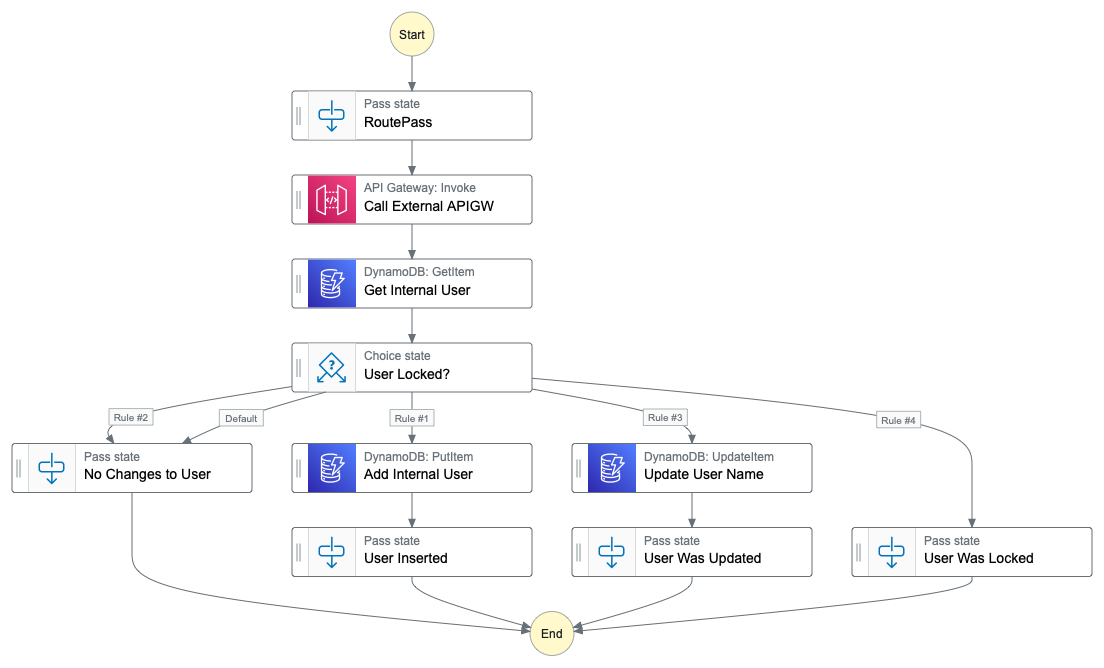 Start
Pass state
RoutePass
API Gateway: Invoke
Call External APIGW
DynamoDB: GetItem
Get Internal User
Choice state
User Locked?
Rule #2
Default
Rule #1
Rule #3
Rule #4
Pass state
No Changes to User
DynamoDB: PutItem
Add Internal User
DynamoDB: UpdateItem
Update User Name
Pass state
User Inserted
Pass state
User Was Updated
Pass state
User Was Locked
End